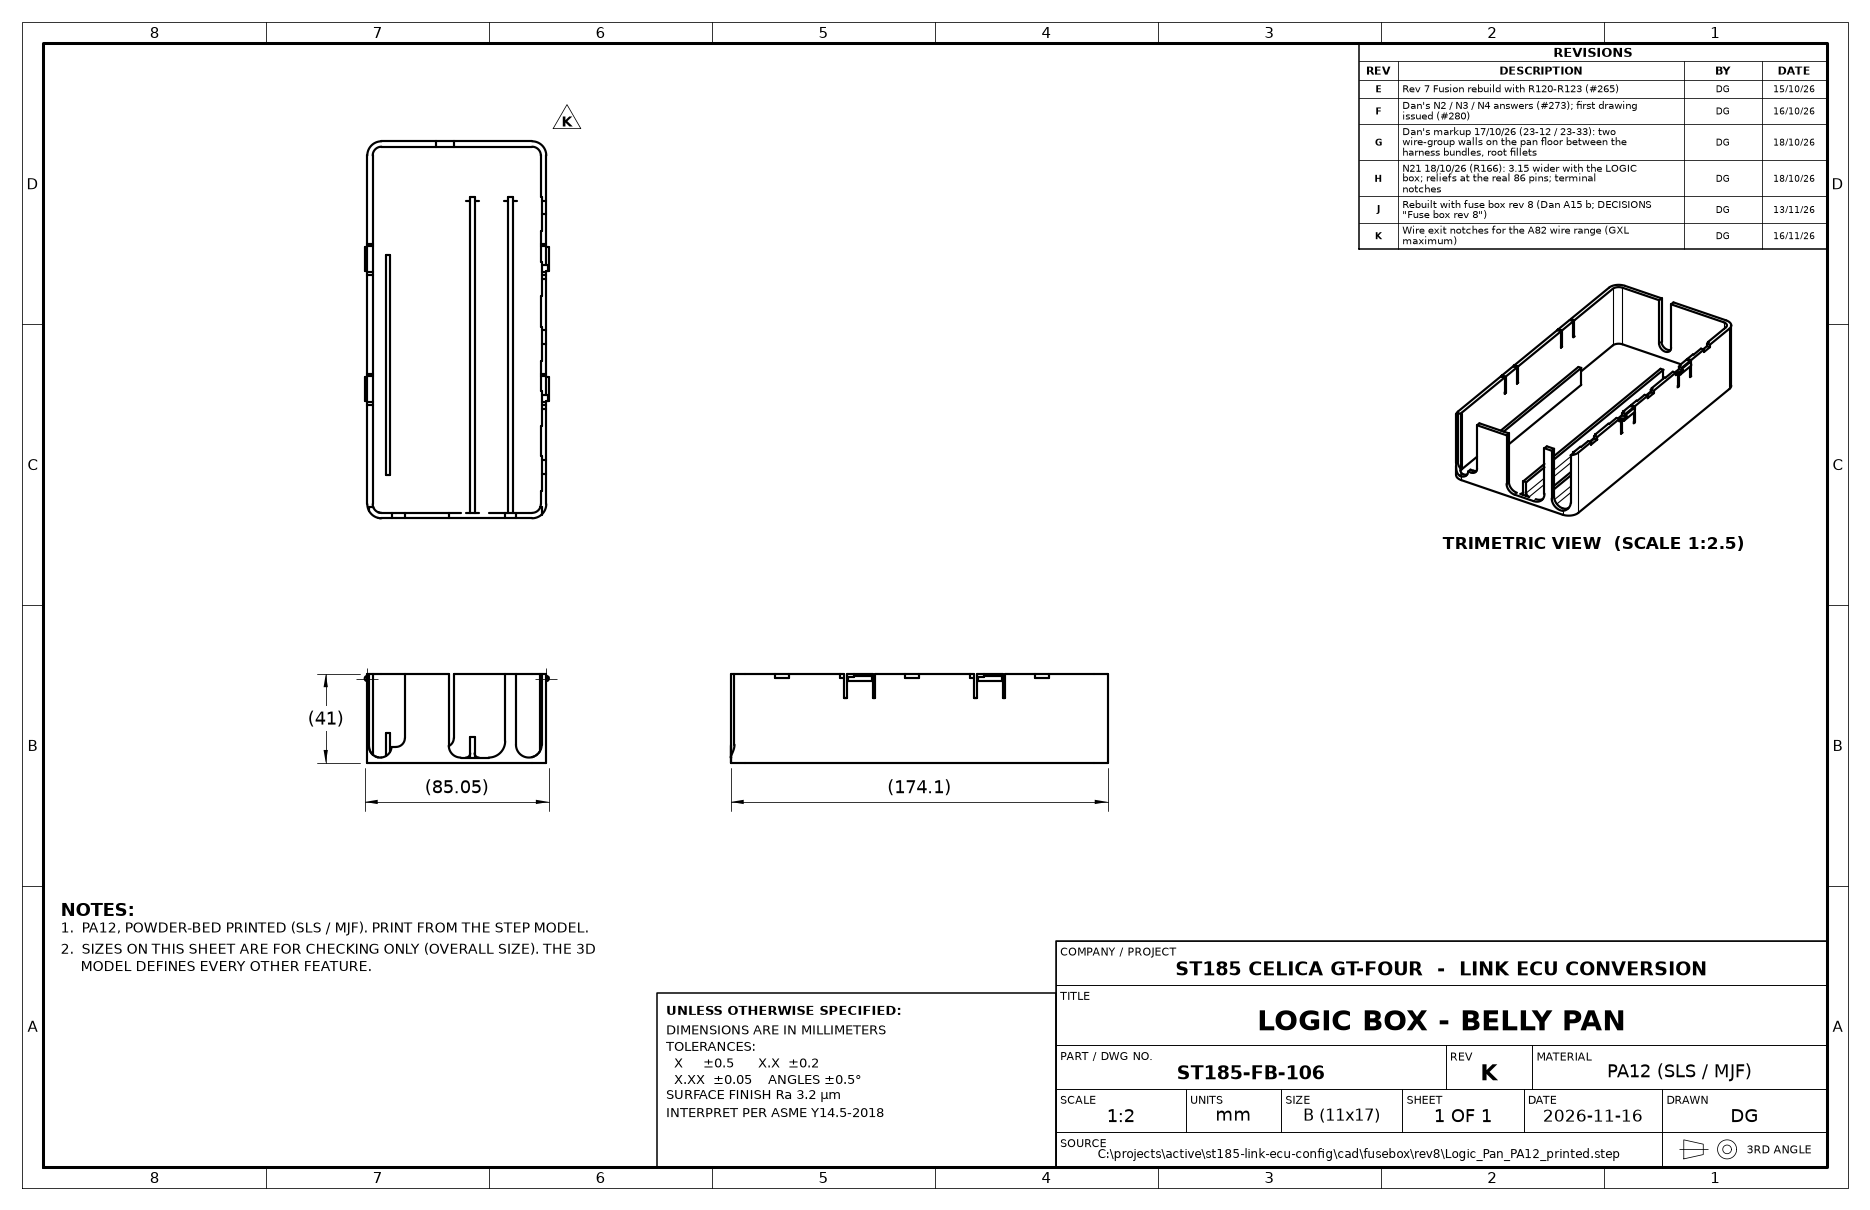 8 7 6 5 4 3 2 1
REVISIONS
REV DESCRIPTION BY DATE
E Rev 7 Fusion rebuild with R120-R123 (#265) DG 15/10/26
F Dan's N2 / N3 / N4 answers (#273); first drawing
issued (#280) DG 16/10/26
G Dan's markup 17/10/26 (23-12 / 23-33): two
wire-group walls on the pan floor between the
harness bundles, root fillets DG 18/10/26
H N21 18/10/26 (R166): 3.15 wider with the LOGIC
box; reliefs at the real 86 pins; terminal
notches DG 18/10/26
J Rebuilt with fuse box rev 8 (Dan A15 b; DECISIONS
"Fuse box rev 8") DG 13/11/26
K Wire exit notches for the A82 wire range (GXL
maximum) DG 16/11/26
K
D D
C C
TRIMETRIC VIEW (SCALE 1:2.5)
(41)
B B
(85.05)
(174.1)
NOTES:
1. PA12, POWDER-BED PRINTED (SLS / MJF). PRINT FROM THE STEP MODEL.
2. SIZES ON THIS SHEET ARE FOR CHECKING ONLY (OVERALL SIZE). THE 3D
MODEL DEFINES EVERY OTHER FEATURE.
A A
UNLESS OTHERWISE SPECIFIED:
DIMENSIONS ARE IN MILLIMETERS
TOLERANCES:
X ±0.5 X.X ±0.2
X.XX ±0.05 ANGLES ±0.5°
SURFACE FINISH Ra 3.2 µm
INTERPRET PER ASME Y14.5-2018
COMPANY / PROJECT
ST185 CELICA GT-FOUR - LINK ECU CONVERSION
TITLE
LOGIC BOX - BELLY PAN
PART / DWG NO.
ST185-FB-106
REV
K
MATERIAL
PA12 (SLS / MJF)
SCALE
1:2
UNITS
mm
SIZE
B (11x17)
SHEET
1 OF 1
DATE
2026-11-16
DRAWN
DG
SOURCE
C:\projects\active\st185-link-ecu-config\cad\fusebox\rev8\Logic_Pan_PA12_printed.step
3RD ANGLE
8 7 6 5 4 3 2 1